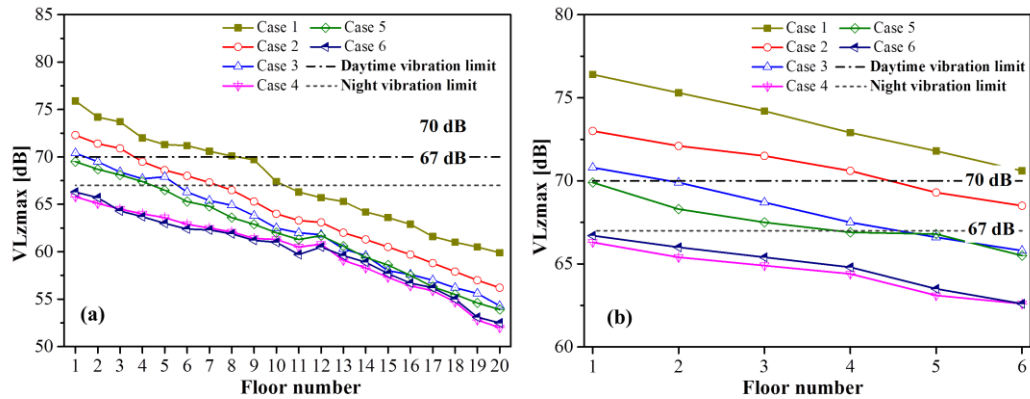 85
80
75
70
65
60
55
50
VLzmax [dB]
Case 1
Case 2
Case 3
Case 4
Case 5
Case 6
Daytime vibration limit
Night vibration limit
70 dB
67 dB
(a)
1 2 3 4 5 6 7 8 9 10 11 12 13 14 15 16 17 18 19 20
Floor number
80
75
70
65
60
VLzmax [dB]
Case 1
Case 2
Case 3
Case 4
Case 5
Case 6
Daytime vibration limit
Night vibration limit
70 dB
67 dB
(b)
1 2 3 4 5 6
Floor number